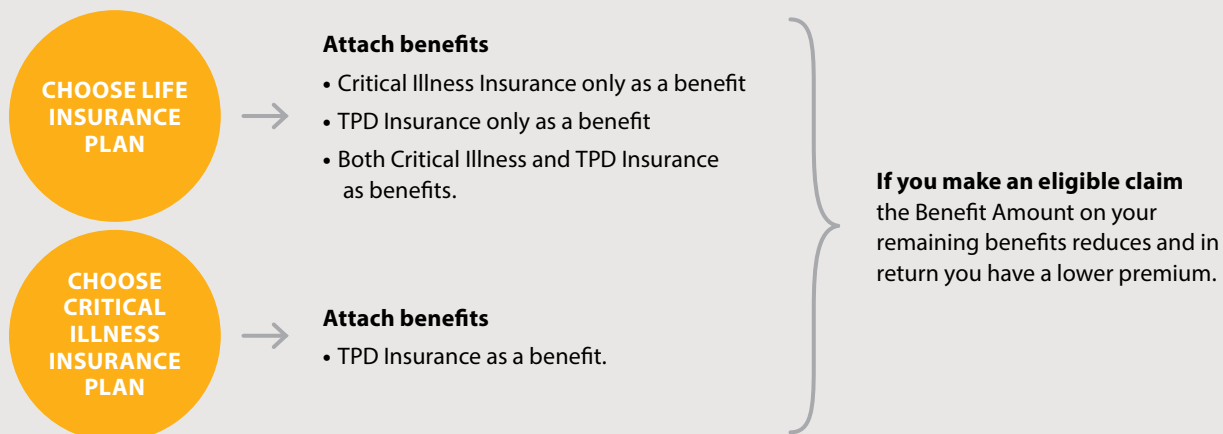 CHOOSE LIFE
INSURANCE
PLAN
Attach benefits
• Critical Illness Insurance only as a benefit
• TPD Insurance only as a benefit
• Both Critical Illness and TPD Insurance
as benefits.
CHOOSE
CRITICAL
ILLNESS
INSURANCE
PLAN
Attach benefits
• TPD Insurance as a benefit.
If you make an eligible claim
the Benefit Amount on your
remaining benefits reduces and in
return you have a lower premium.